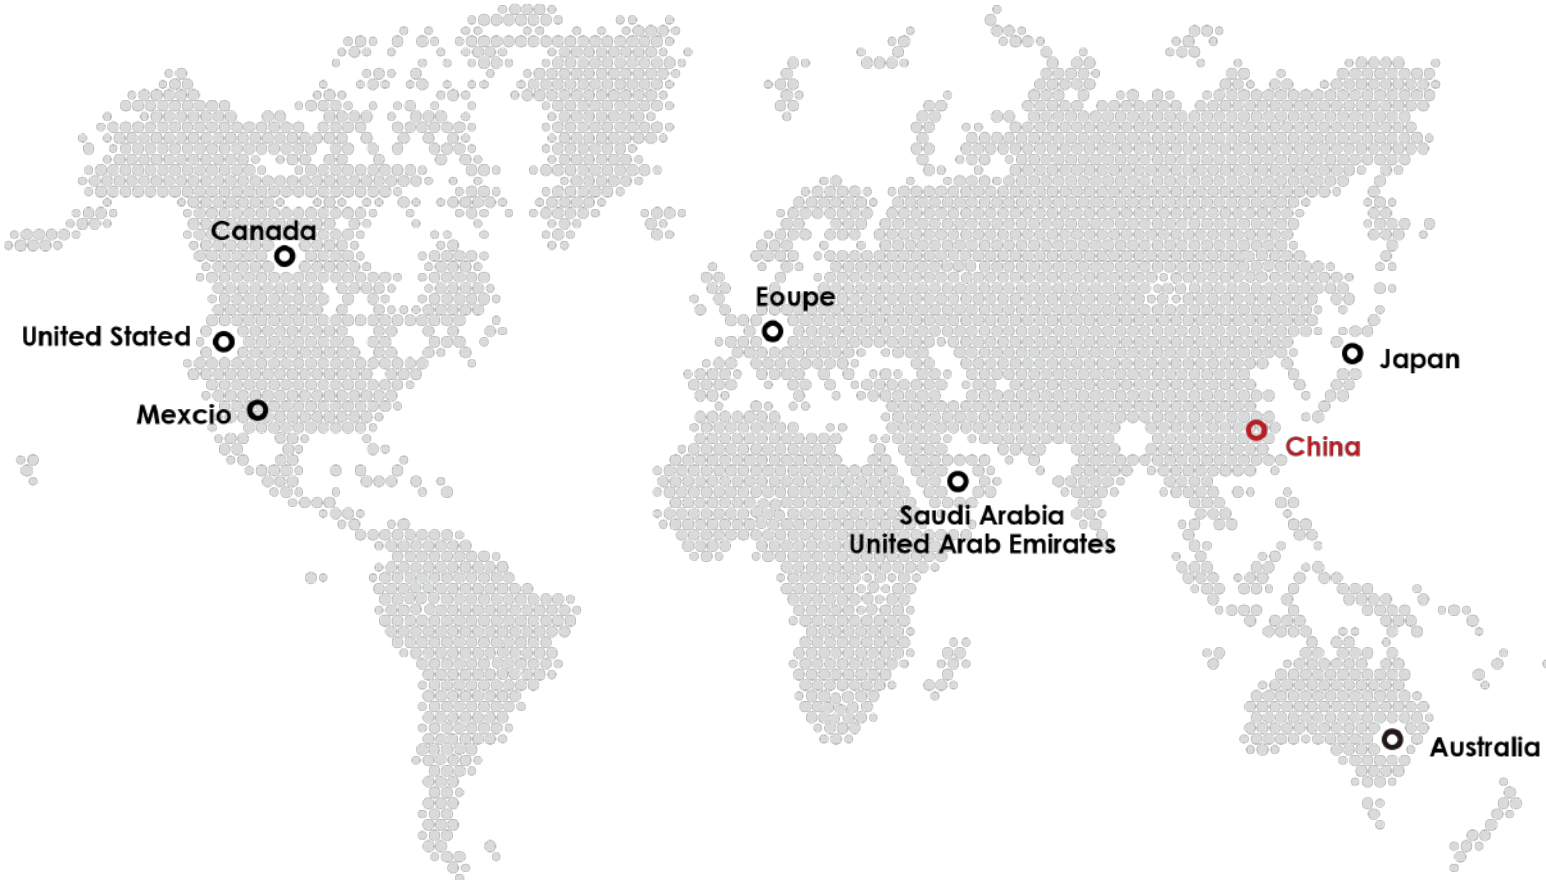 Canada
Eoupe
United Stated
Japan
Mexcio
China
Saudi Arabia
United Arab Emirates
Australia